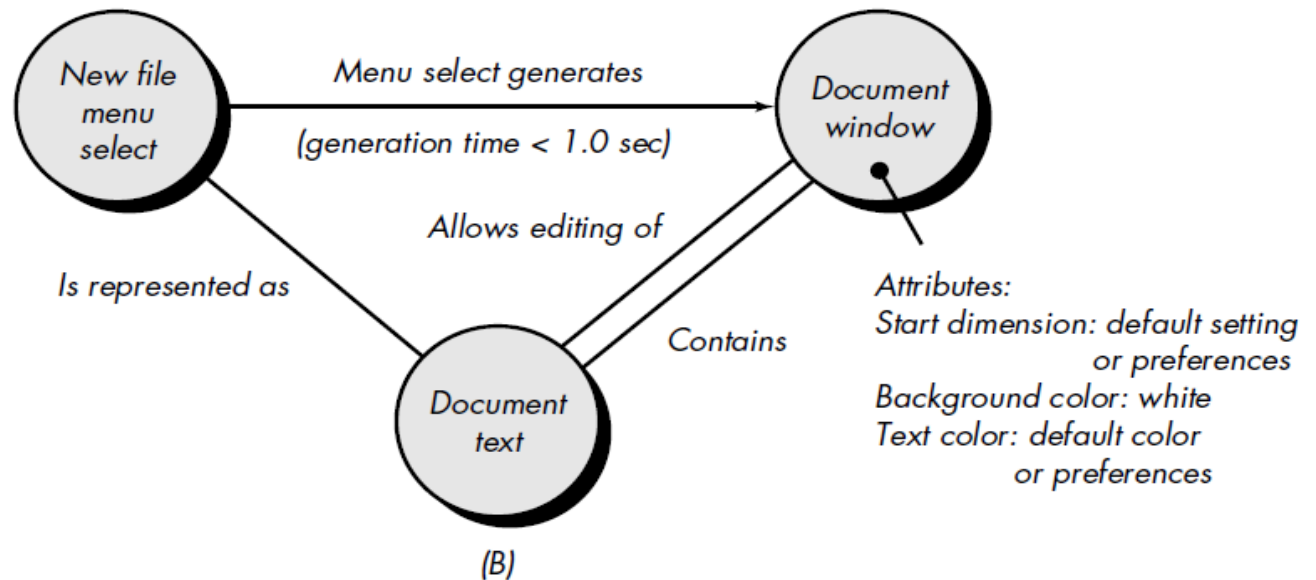 New file
menu
select
Menu select generates
(generation time < 1.0 sec)
Document
window
Allows editing of
Is represented as
Contains
Attributes:
Start dimension: default setting
or preferences
Background color: white
Text color: default color
or preferences
Document
text
(B)